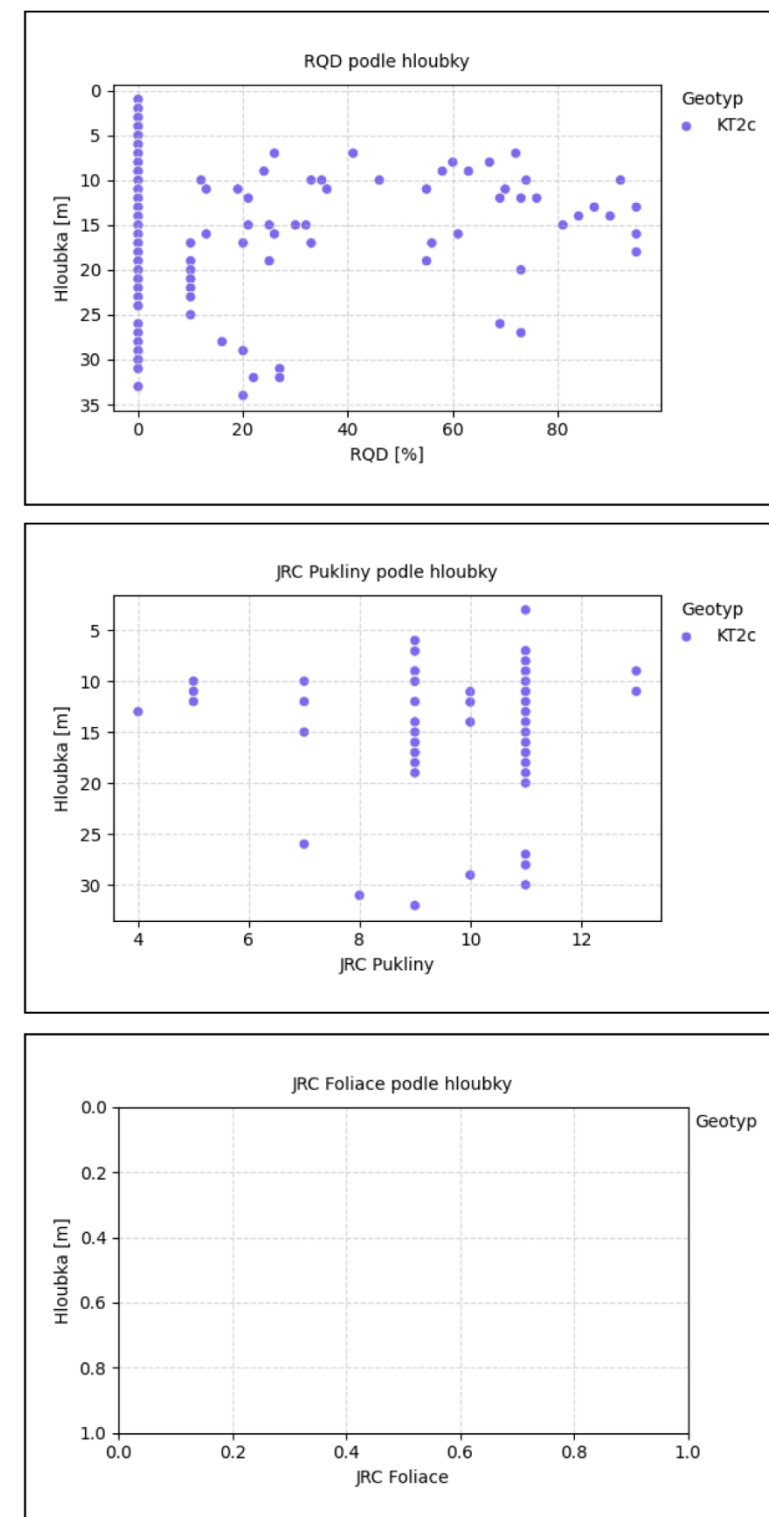 RQD podle hloubky
Geotyp
KT2c
0
5
10
15
20
25
30
35
Hloubka [m]
0 20 40 60 80
RQD [%]
JRC Pukliny podle hloubky
Geotyp
KT2c
5
10
15
20
25
30
Hloubka [m]
4 6 8 10 12
JRC Pukliny
JRC Foliace podle hloubky
Geotyp
0.0
0.2
0.4
0.6
0.8
1.0
Hloubka [m]
0.0 0.2 0.4 0.6 0.8 1.0
JRC Foliace